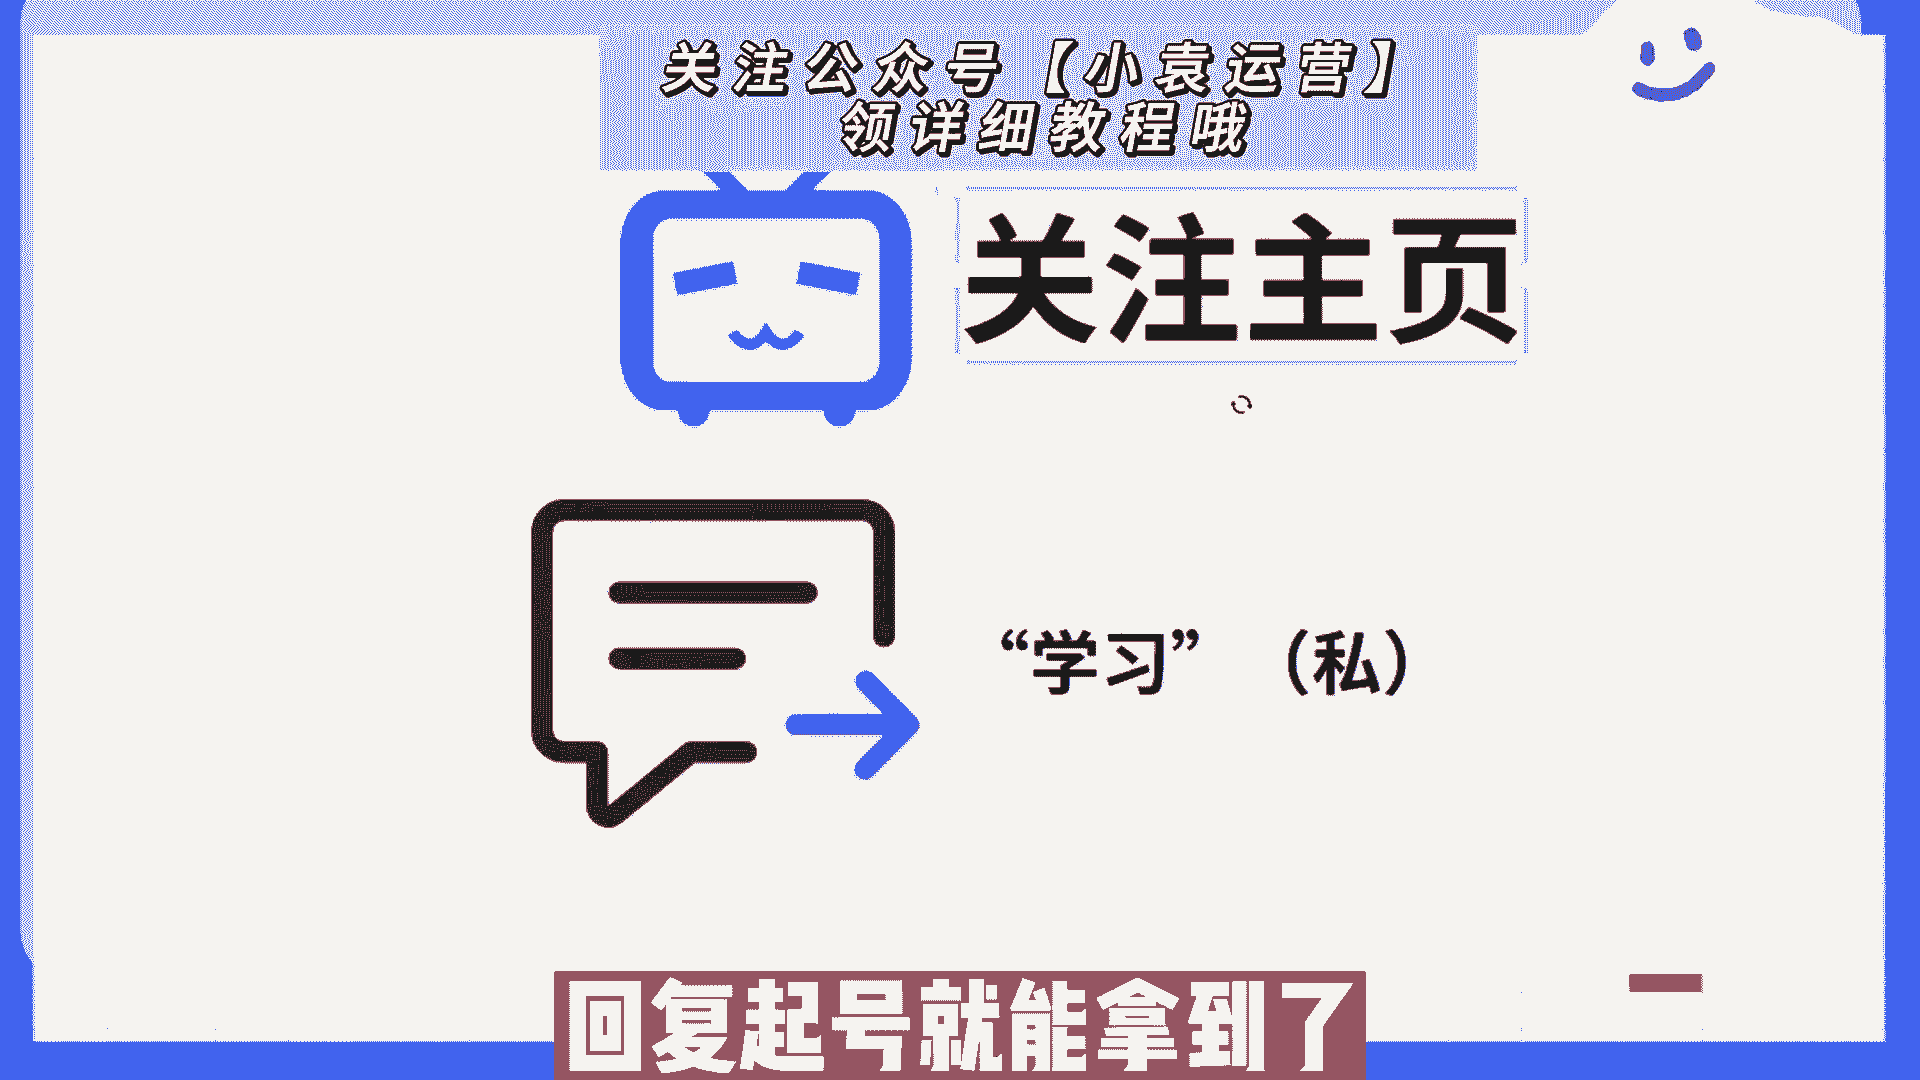 关注公众号【小袁运营】
领详细教程哦
关注主页
“学习”（私）
回复起号就能拿到了